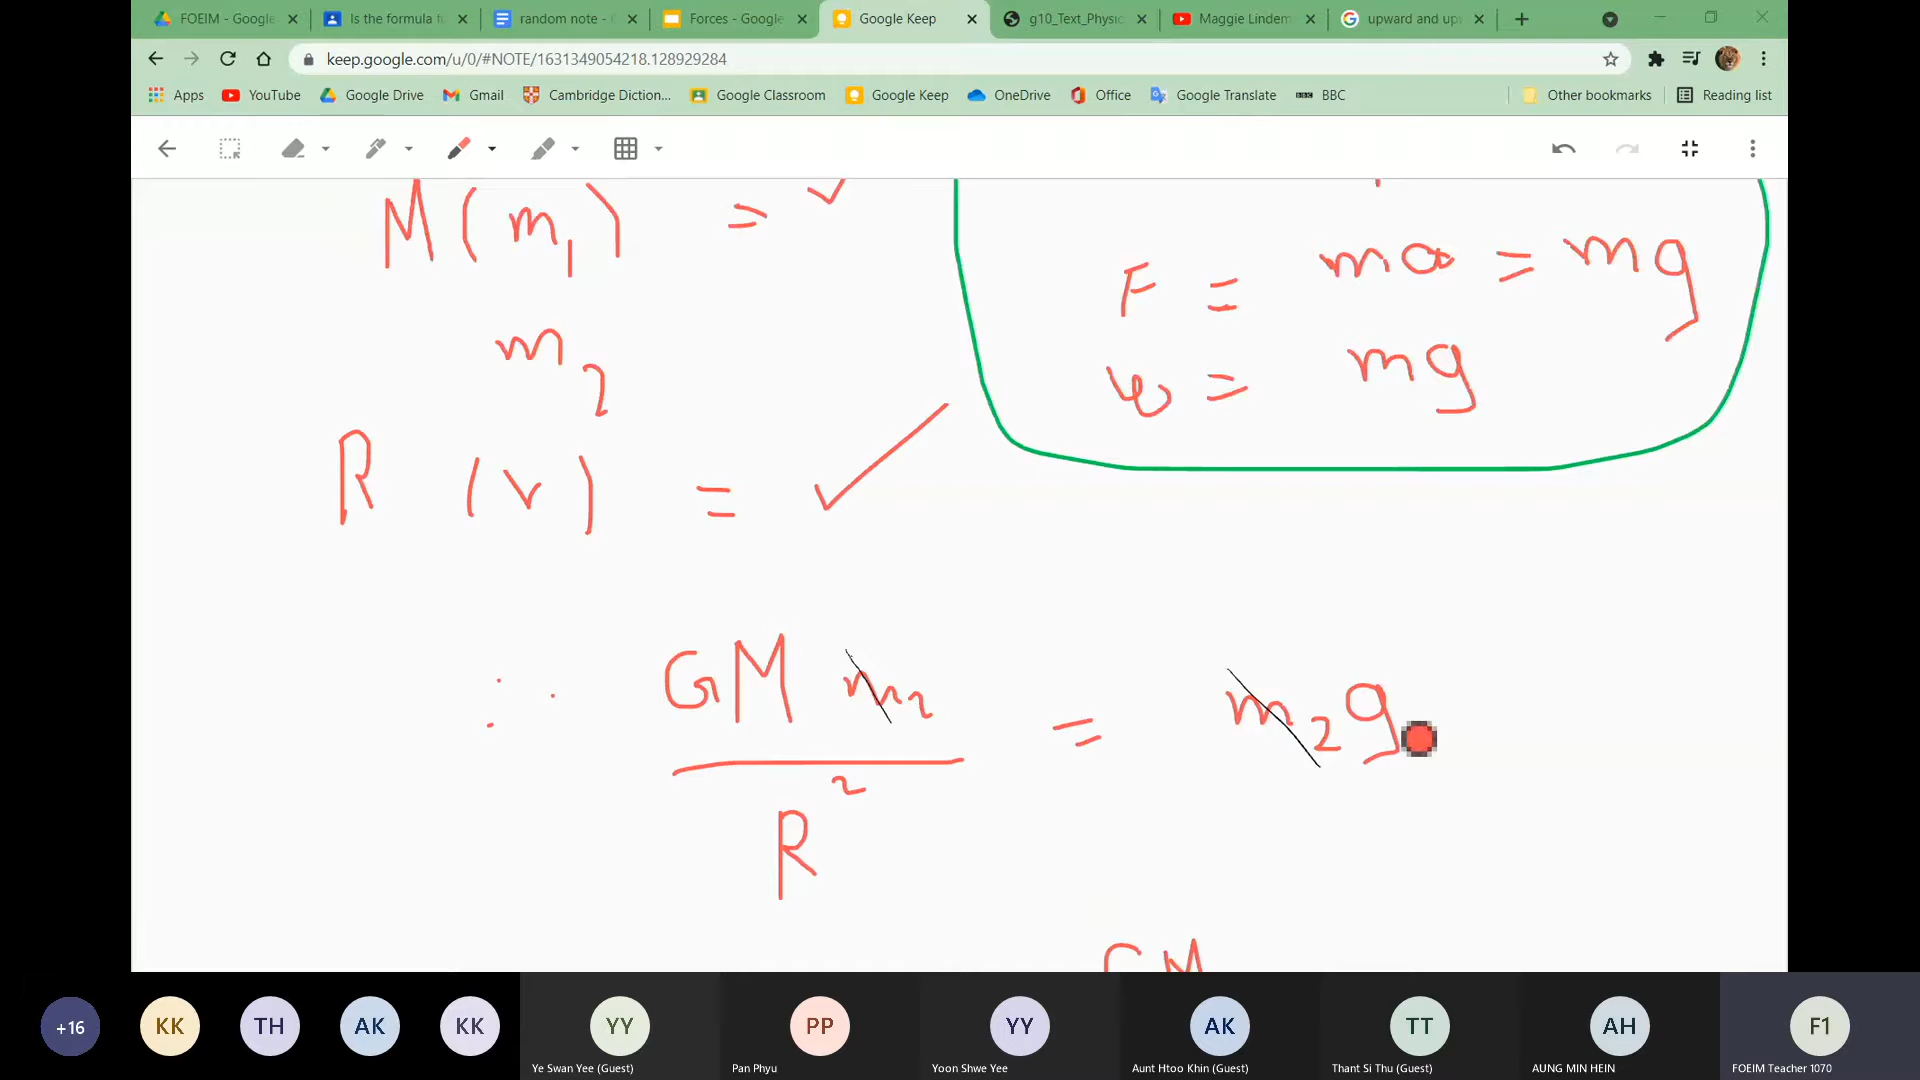 FOEIM - Google
Is the formula f
random note - G
Forces - Google
Google Keep
g10_Text_Physic
Maggie Lindem
upward and up
keep.google.com/u/0/#NOTE/1631349054218.128929284
Apps
YouTube
Google Drive
Gmail
Cambridge Diction...
Google Classroom
Google Keep
OneDrive
Office
Google Translate
BBC
Other bookmarks
Reading list
M(m₁) = ✓
m₂
R (r) = ✓
F = ma = mg
w = mg
∴ GM m₂ / R² = m₂g
GM
+16
KK
TH
AK
KK
YY
Ye Swan Yee (Guest)
PP
Pan Phyu
YY
Yoon Shwe Yee
AK
Aunt Htoo Khin (Guest)
TT
Thant Si Thu (Guest)
AH
AUNG MIN HEIN
F1
FOEIM Teacher 1070